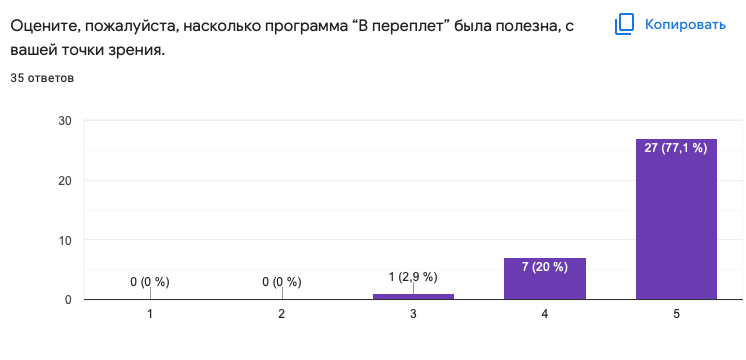 Оцените, пожалуйста, насколько программа “В переплет” была полезна, с
вашей точки зрения.
Копировать
35 ответов
30
20
10
0
0 (0 %)
0 (0 %)
1 (2,9 %)
7 (20 %)
27 (77,1 %)
1
2
3
4
5